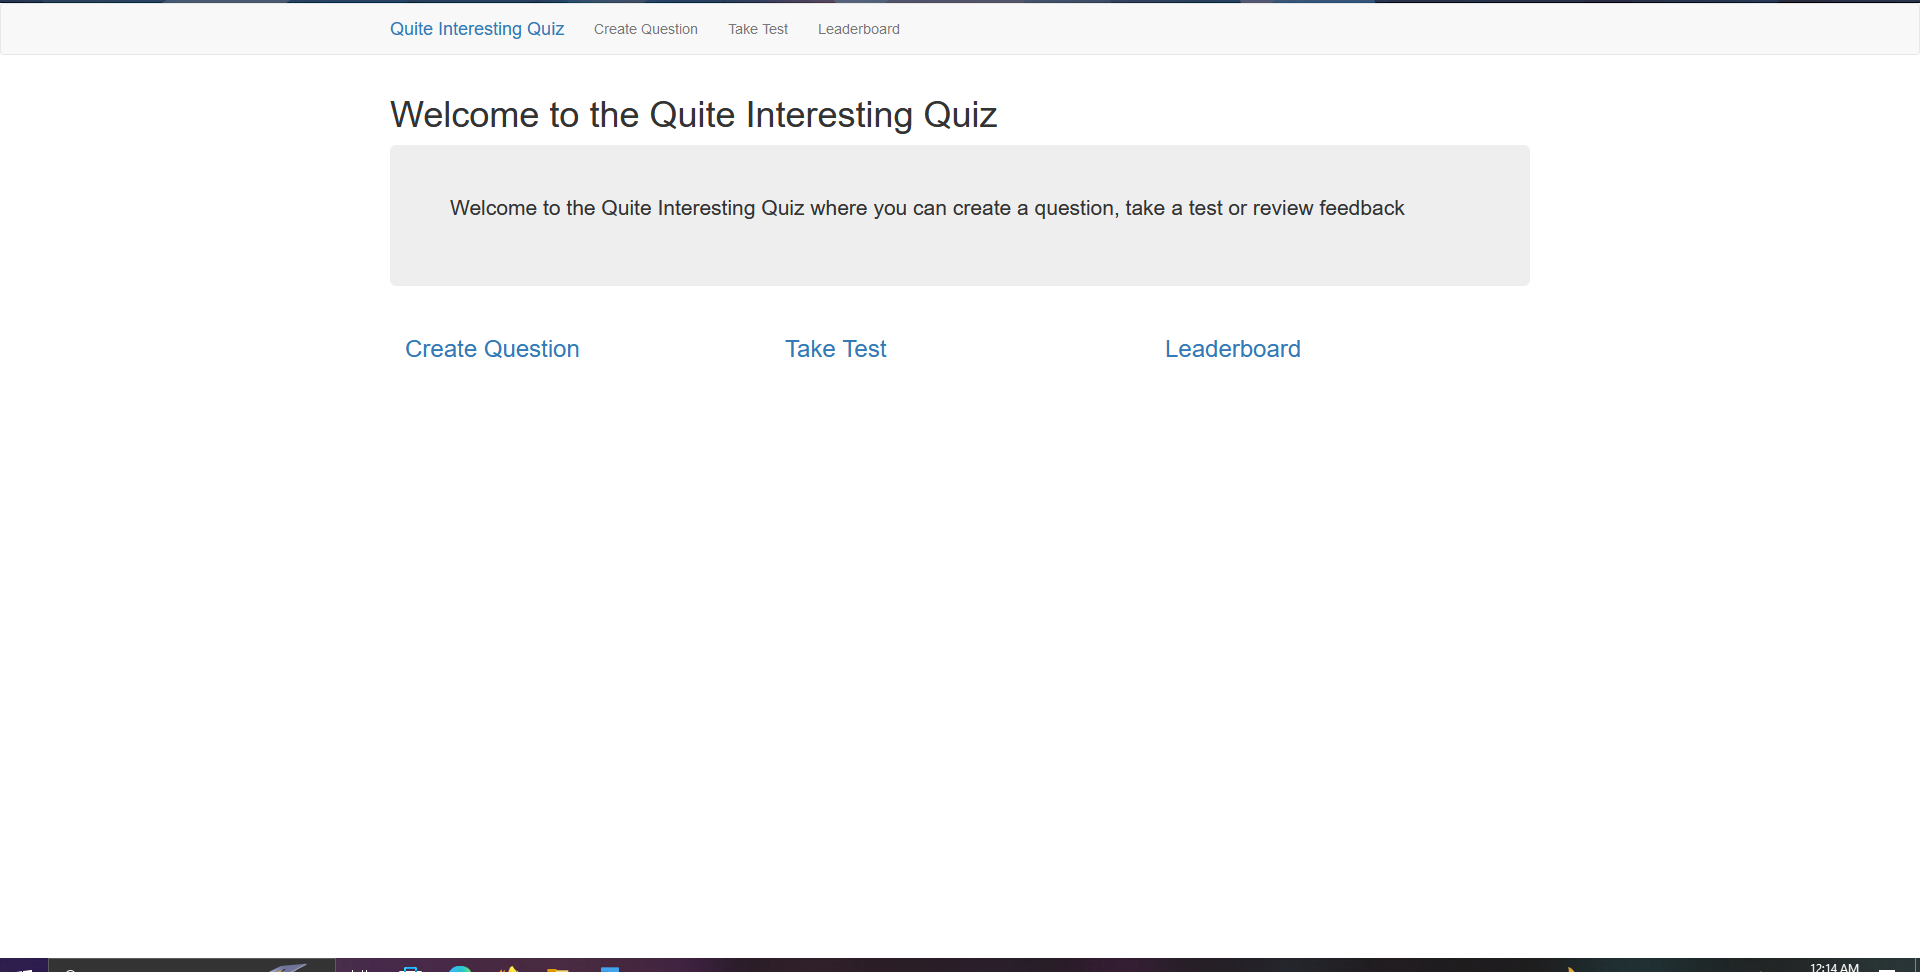 Quite Interesting Quiz Create Question Take Test Leaderboard
Welcome to the Quite Interesting Quiz
Welcome to the Quite Interesting Quiz where you can create a question, take a test or review feedback
Create Question Take Test Leaderboard
12:14 AM